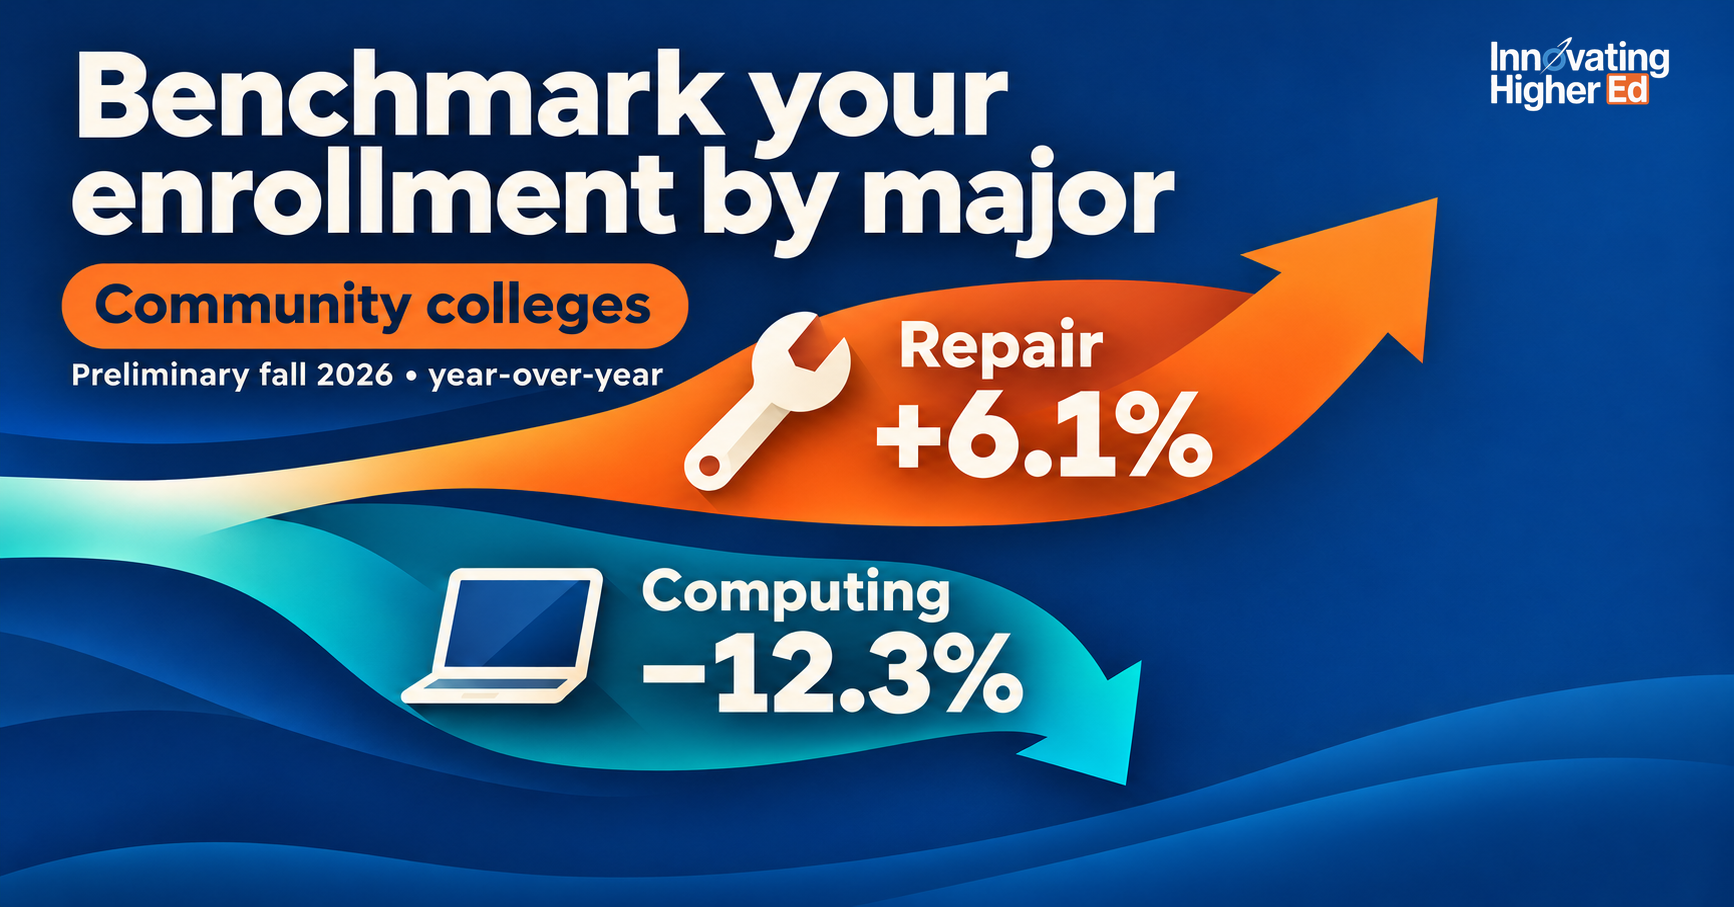 Benchmark your
enrollment by major
Innovating
Higher Ed
Community colleges
Preliminary fall 2026 • year-over-year
Repair
+6.1%
Computing
−12.3%